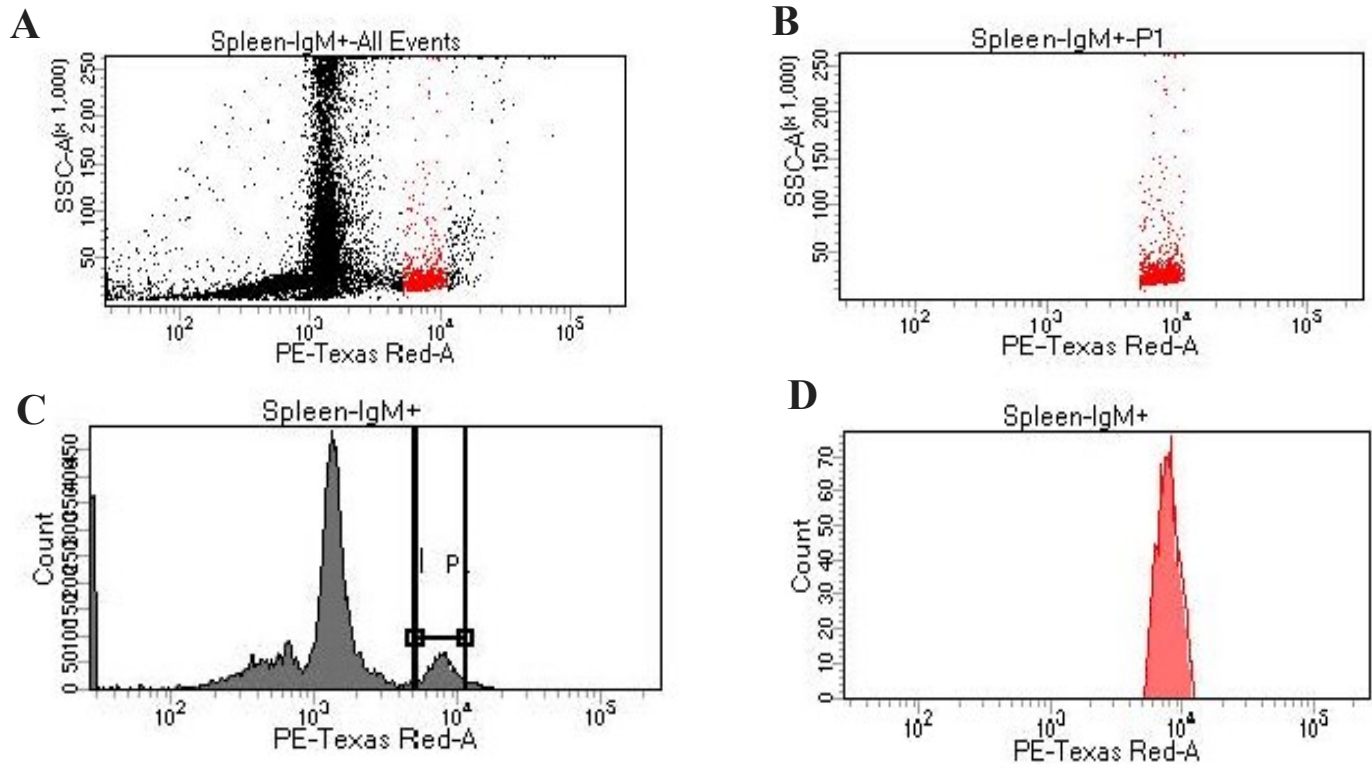 A
Spleen-IgM+-All Events
SSC-A (× 1,000)
250
200
150
100
50
10² 10³ 10⁴ 10⁵
PE-Texas Red-A
B
Spleen-IgM+-P1
SSC-A (× 1,000)
250
200
150
100
50
10² 10³ 10⁴ 10⁵
PE-Texas Red-A
C
Spleen-IgM+
Count
0
P
10² 10³ 10⁴ 10⁵
PE-Texas Red-A
D
Spleen-IgM+
Count
70
60
50
40
30
20
10
0
10² 10³ 10⁴ 10⁵
PE-Texas Red-A